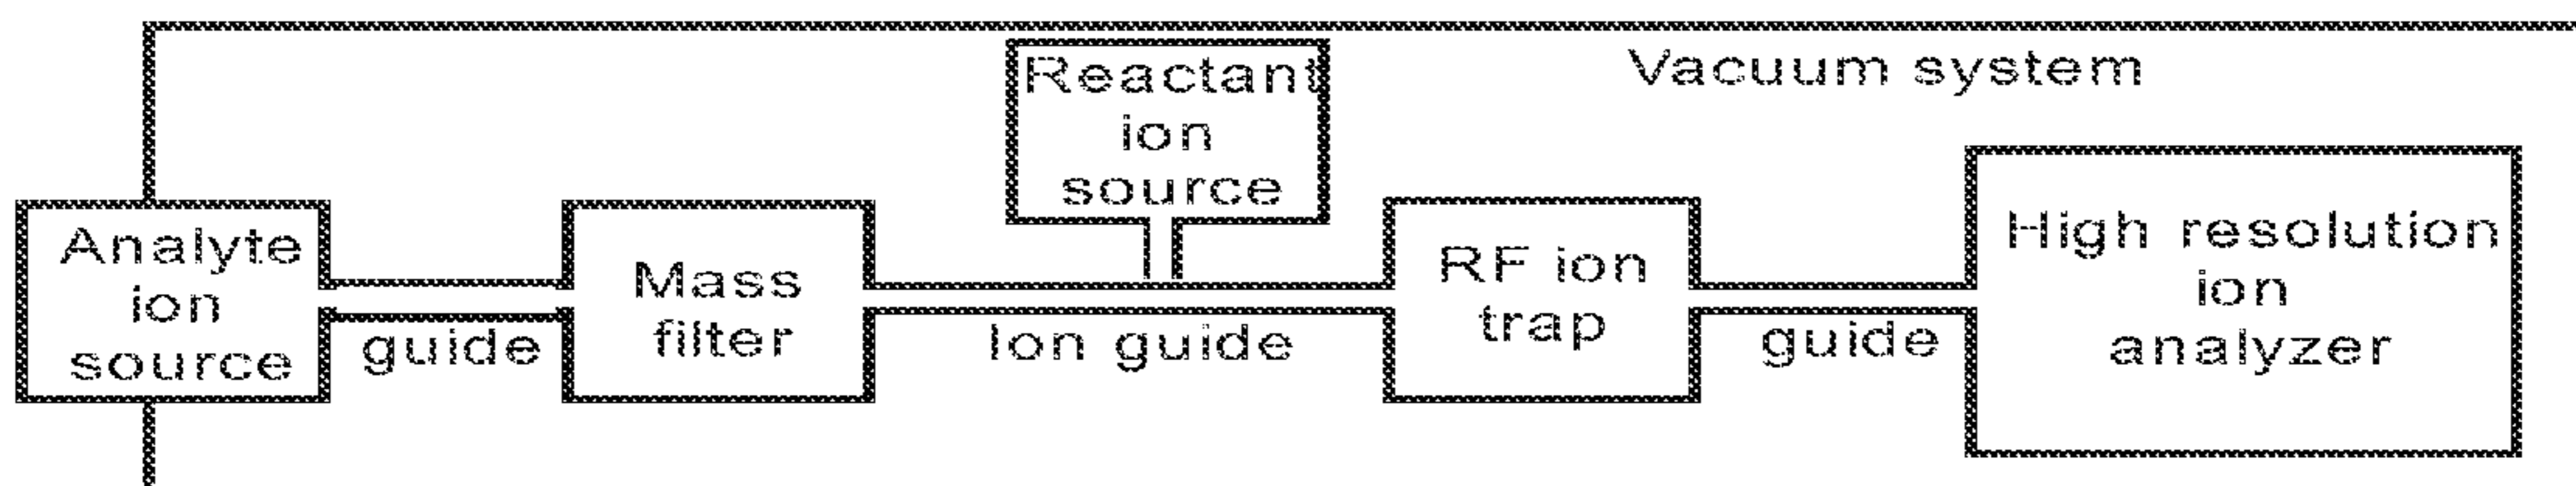 Vacuum system
Reactant
ion
source
Analyte
ion
source
guide
Mass
filter
Ion guide
RF ion
trap
guide
High resolution
ion
analyzer